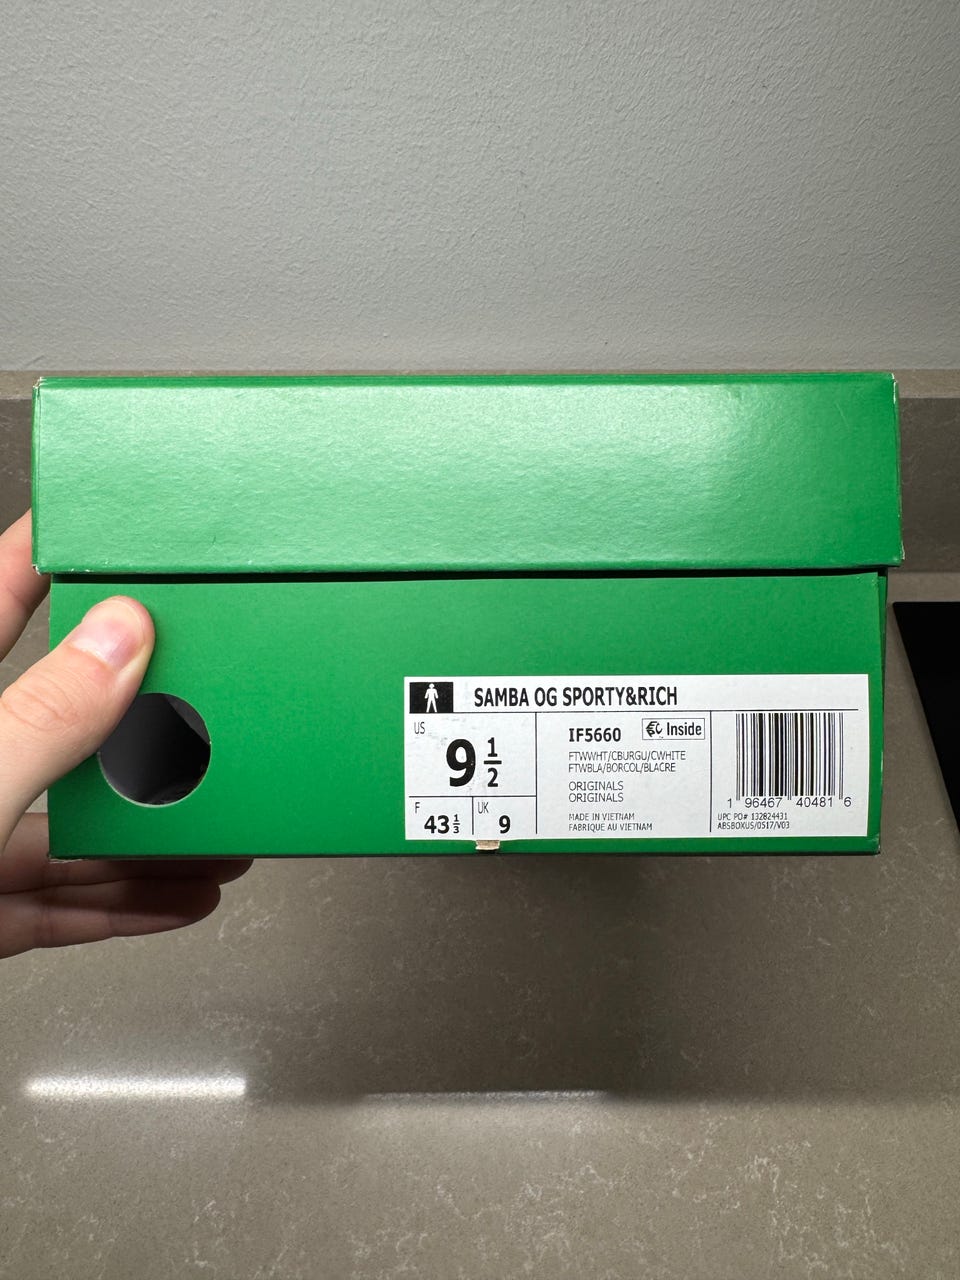 SAMBA OG SPORTY&RICH
US
9 1/2
F
43 1/3
UK
9
IF5660
Inside
FTWWHT/CBURGU/CWHITE
FTWBLA/BORCOL/BLACRE
ORIGINALS
ORIGINALS
MADE IN VIETNAM
FABRIQUE AU VIETNAM
1 96467 40481 6
UPC PO# 132824431
ABSBOXUS/0517/V03